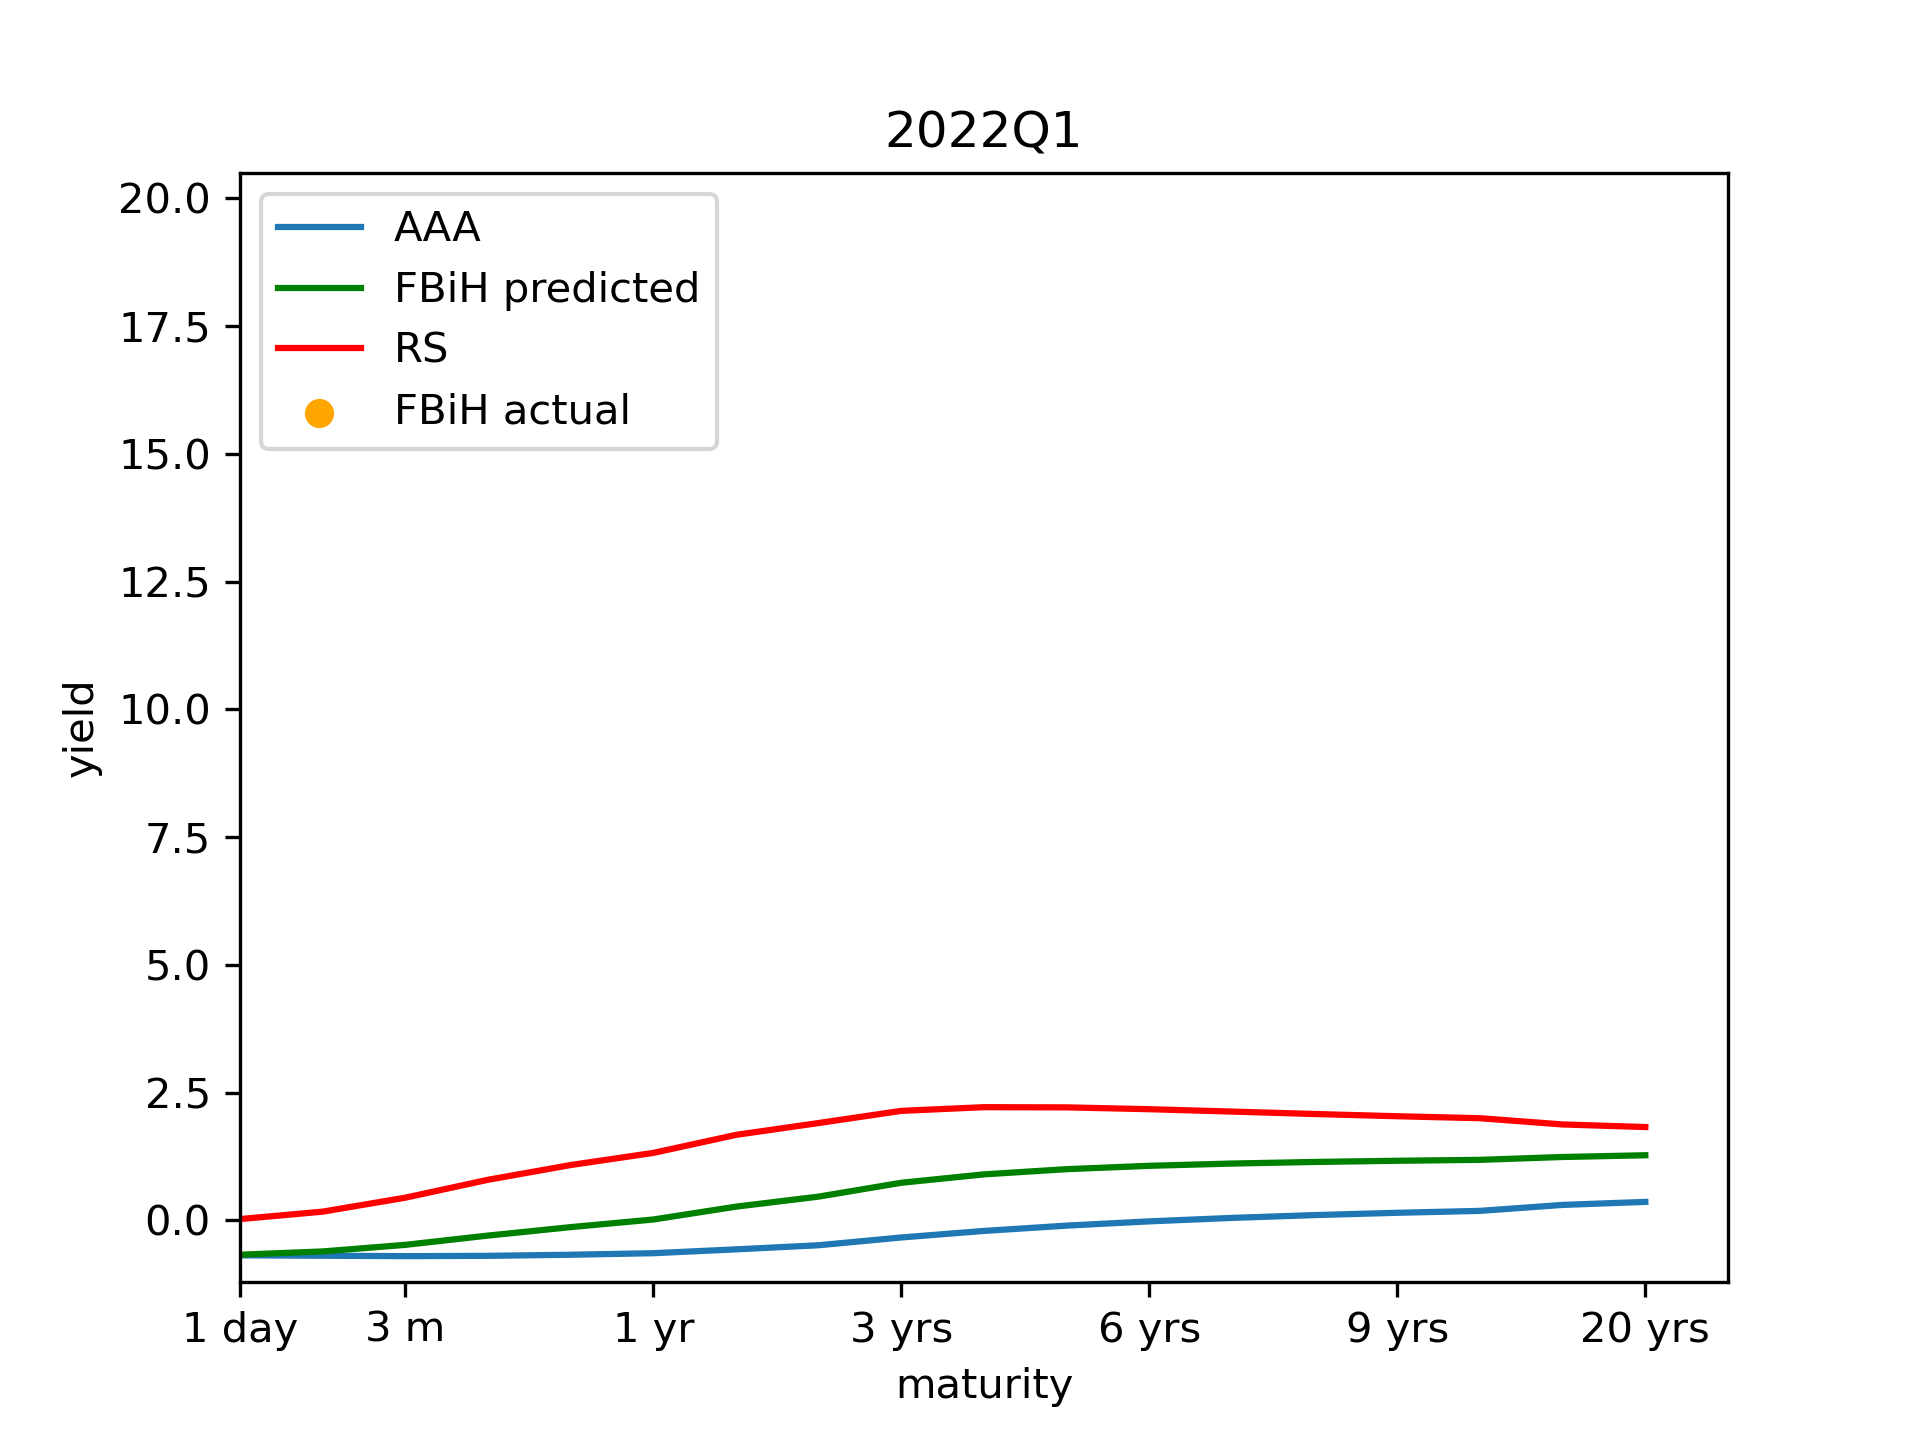 2022Q1
20.0
17.5
15.0
12.5
10.0
7.5
5.0
2.5
0.0
yield
AAA
FBiH predicted
RS
FBiH actual
1 day 3 m 1 yr 3 yrs 6 yrs 9 yrs 20 yrs
maturity